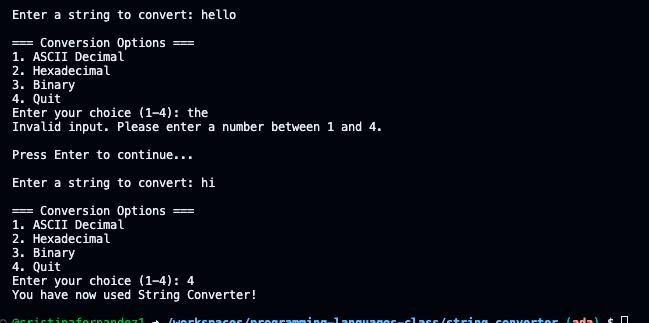 Enter a string to convert: hello
=== Conversion Options ===
1. ASCII Decimal
2. Hexadecimal
3. Binary
4. Quit
Enter your choice (1-4): the
Invalid input. Please enter a number between 1 and 4.
Press Enter to continue...
Enter a string to convert: hi
=== Conversion Options ===
1. ASCII Decimal
2. Hexadecimal
3. Binary
4. Quit
Enter your choice (1-4): 4
You have now used String Converter!
@cristinafernandez1 → /workspaces/programming-languages-class/string_converter (ada) $